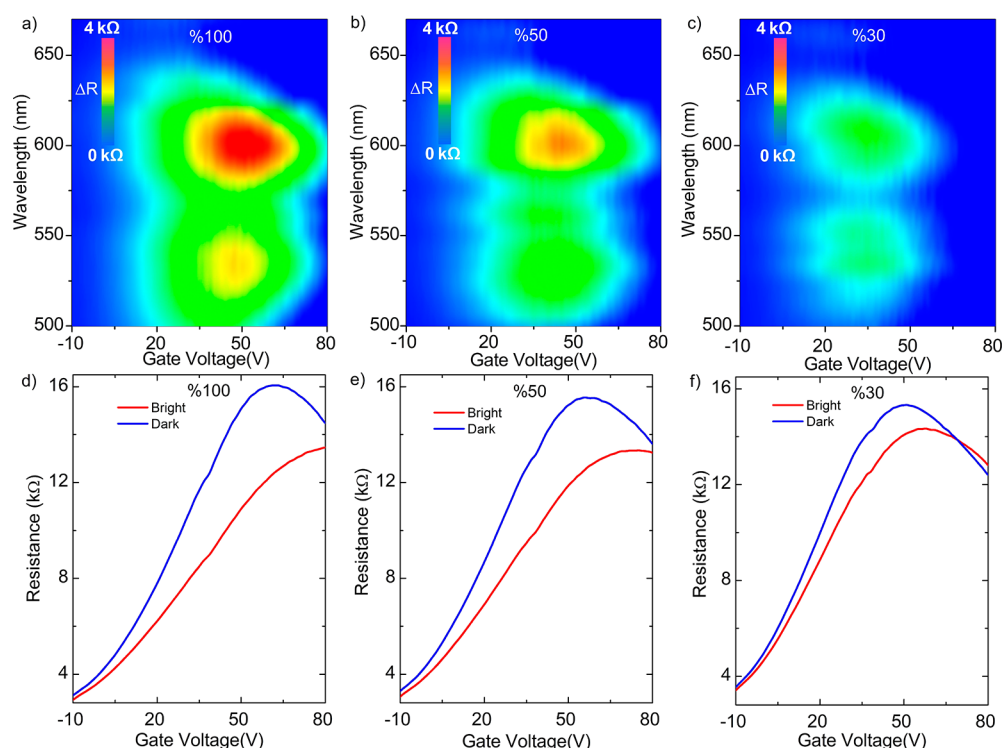 a)
%100
4 kΩ
ΔR
0 kΩ
Wavelength (nm)
650
600
550
500
-10
20
50
80
Gate Voltage(V)
b)
%50
4 kΩ
ΔR
0 kΩ
Wavelength (nm)
650
600
550
500
-10
20
50
80
Gate Voltage(V)
c)
%30
4 kΩ
ΔR
0 kΩ
Wavelength (nm)
650
600
550
500
-10
20
50
80
Gate Voltage(V)
d)
%100
Bright
Dark
Resistance (kΩ)
16
12
8
4
-10
20
50
80
Gate Voltage(V)
e)
%50
Bright
Dark
Resistance (kΩ)
16
12
8
4
-10
20
50
80
Gate Voltage(V)
f)
%30
Bright
Dark
Resistance (kΩ)
16
12
8
4
-10
20
50
80
Gate Voltage(V)